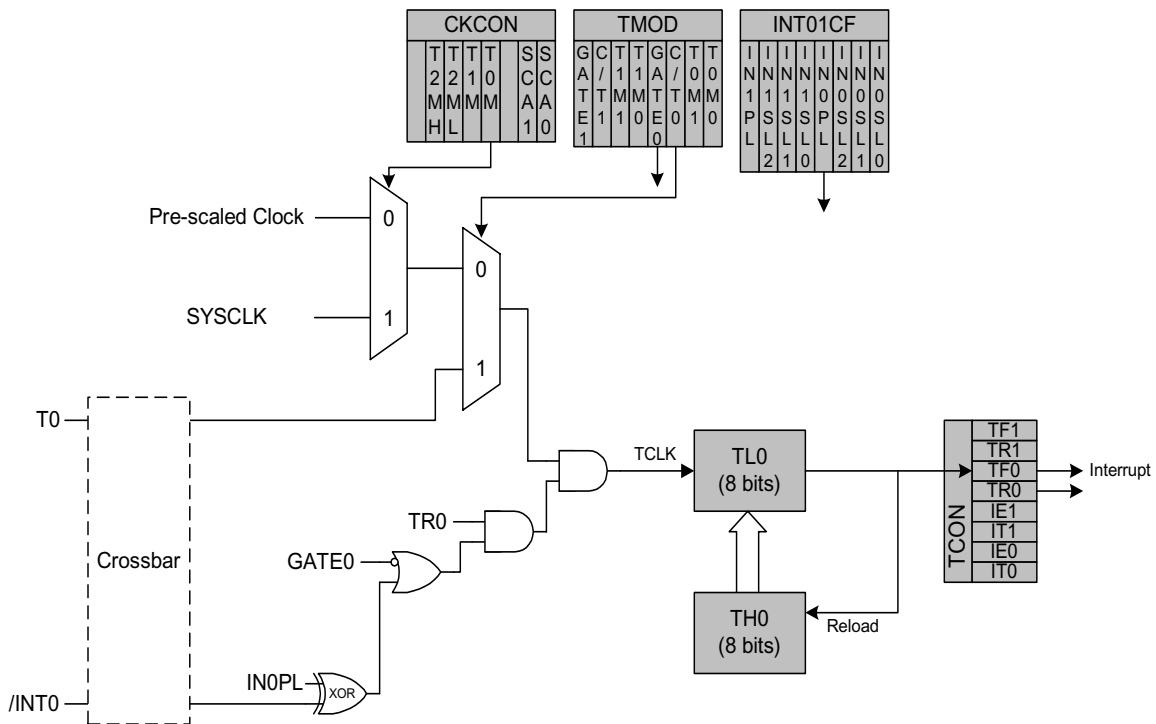 CKCON
TMOD
INT01CF
T2MH
T2ML
T1M
T0M
SCA1
SCA0
GATE1
C/T1
T1M1
T1M0
GATE0
C/T0
T0M1
T0M0
IN1PL
IN1SL2
IN1SL1
IN1SL0
IN0PL
IN0SL2
IN0SL1
IN0SL0
Pre-scaled Clock
0
0
SYSCLK
1
1
T0
TCLK
TL0
(8 bits)
TF1
TR1
TF0
TR0
IE1
IT1
IE0
IT0
TCON
Interrupt
TR0
Crossbar
GATE0
TH0
(8 bits)
Reload
IN0PL
XOR
/INT0